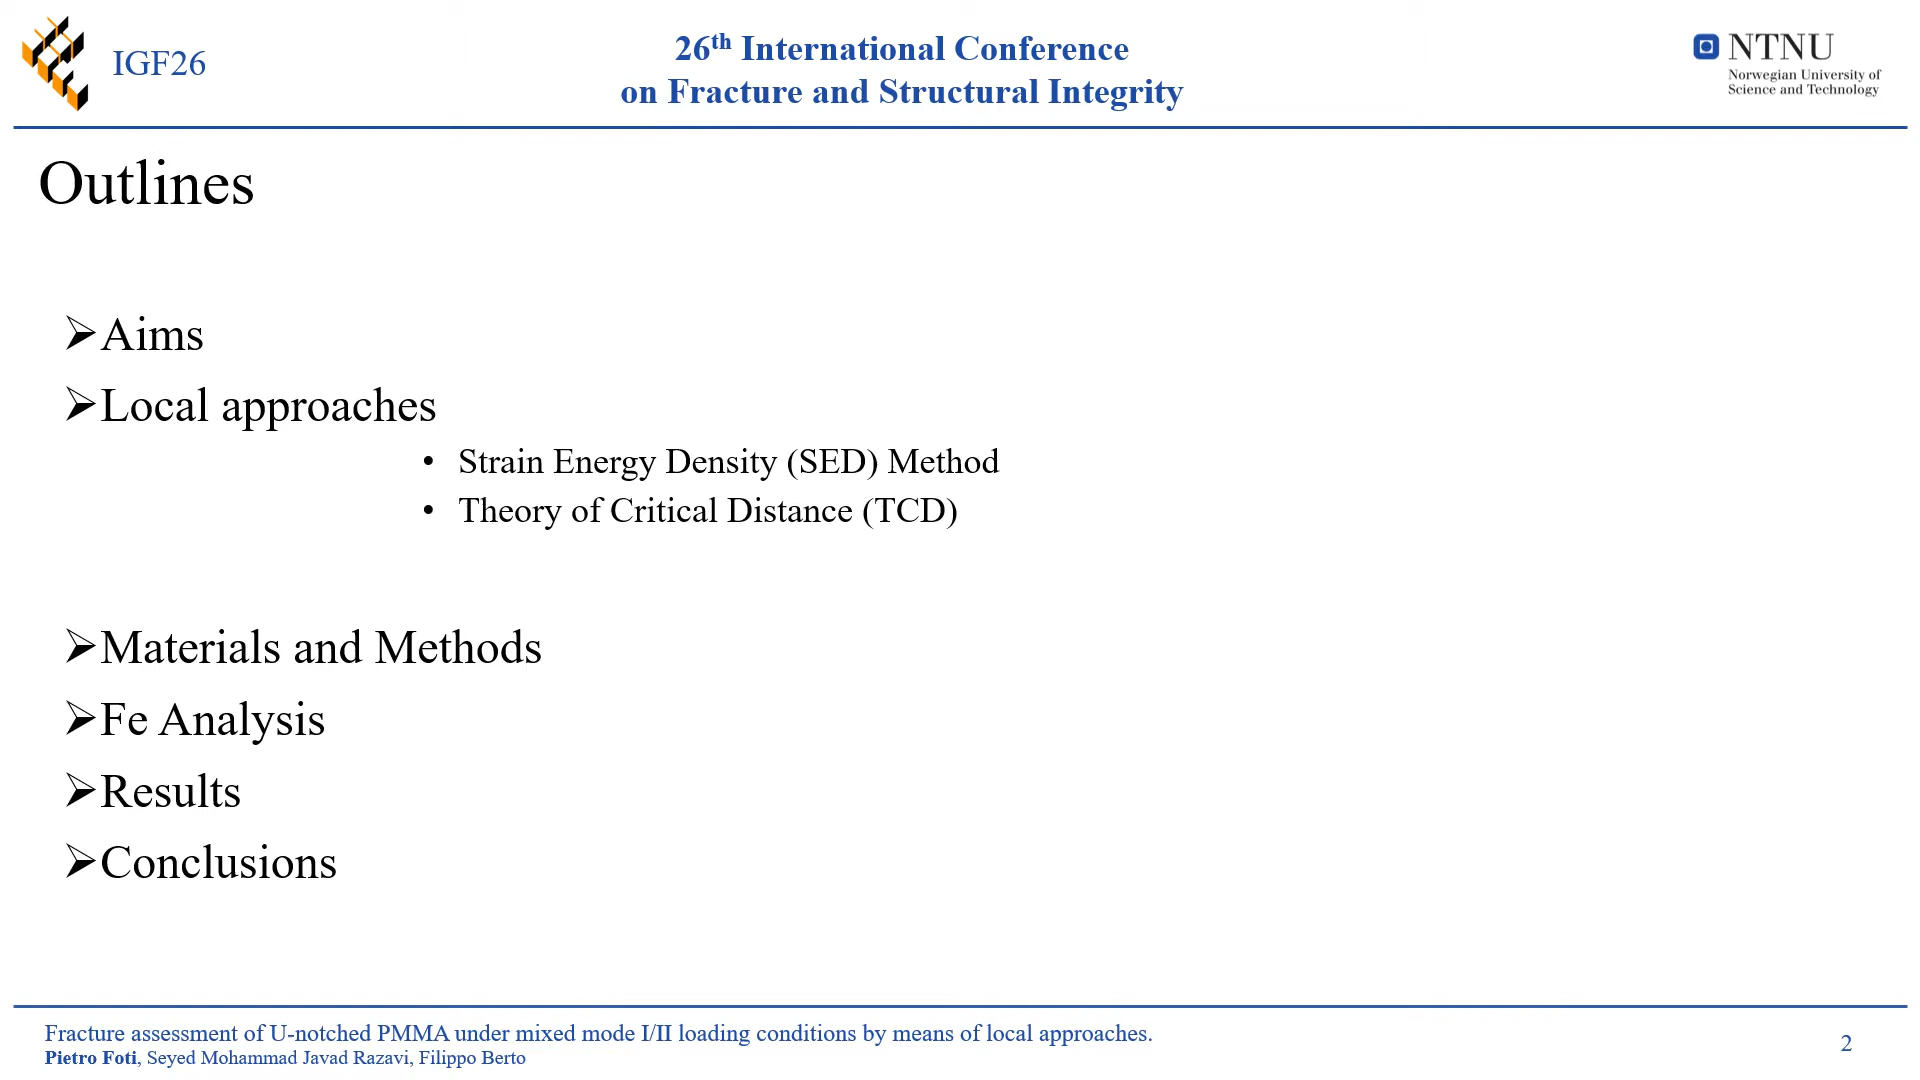 IGF26
26th International Conference
on Fracture and Structural Integrity
NTNU
Norwegian University of
Science and Technology
Outlines
Aims
Local approaches
• Strain Energy Density (SED) Method
• Theory of Critical Distance (TCD)
Materials and Methods
Fe Analysis
Results
Conclusions
Fracture assessment of U-notched PMMA under mixed mode I/II loading conditions by means of local approaches.
Pietro Foti, Seyed Mohammad Javad Razavi, Filippo Berto
2